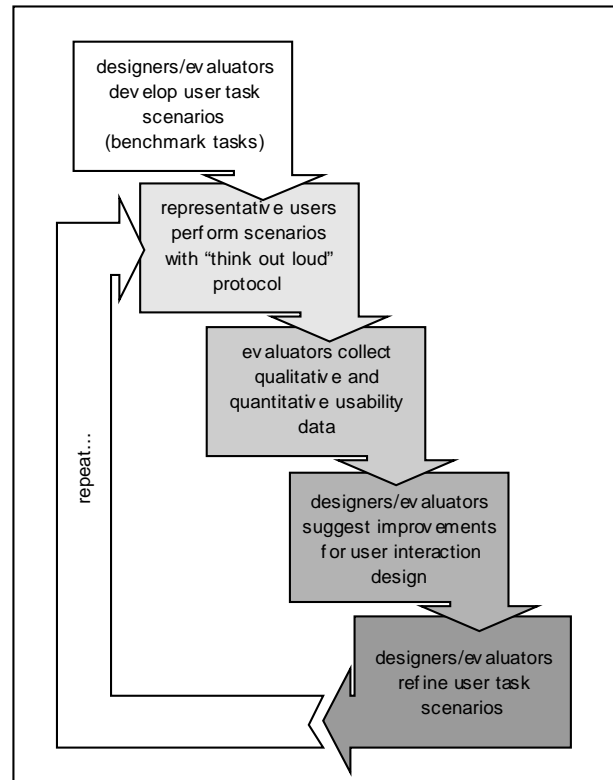 designers/evaluators
develop user task
scenarios
(benchmark tasks)
representative users
perform scenarios
with “think out loud”
protocol
evaluators collect
qualitative and
quantitative usability
data
designers/evaluators
suggest improvements
for user interaction
design
designers/evaluators
refine user task
scenarios
repeat...